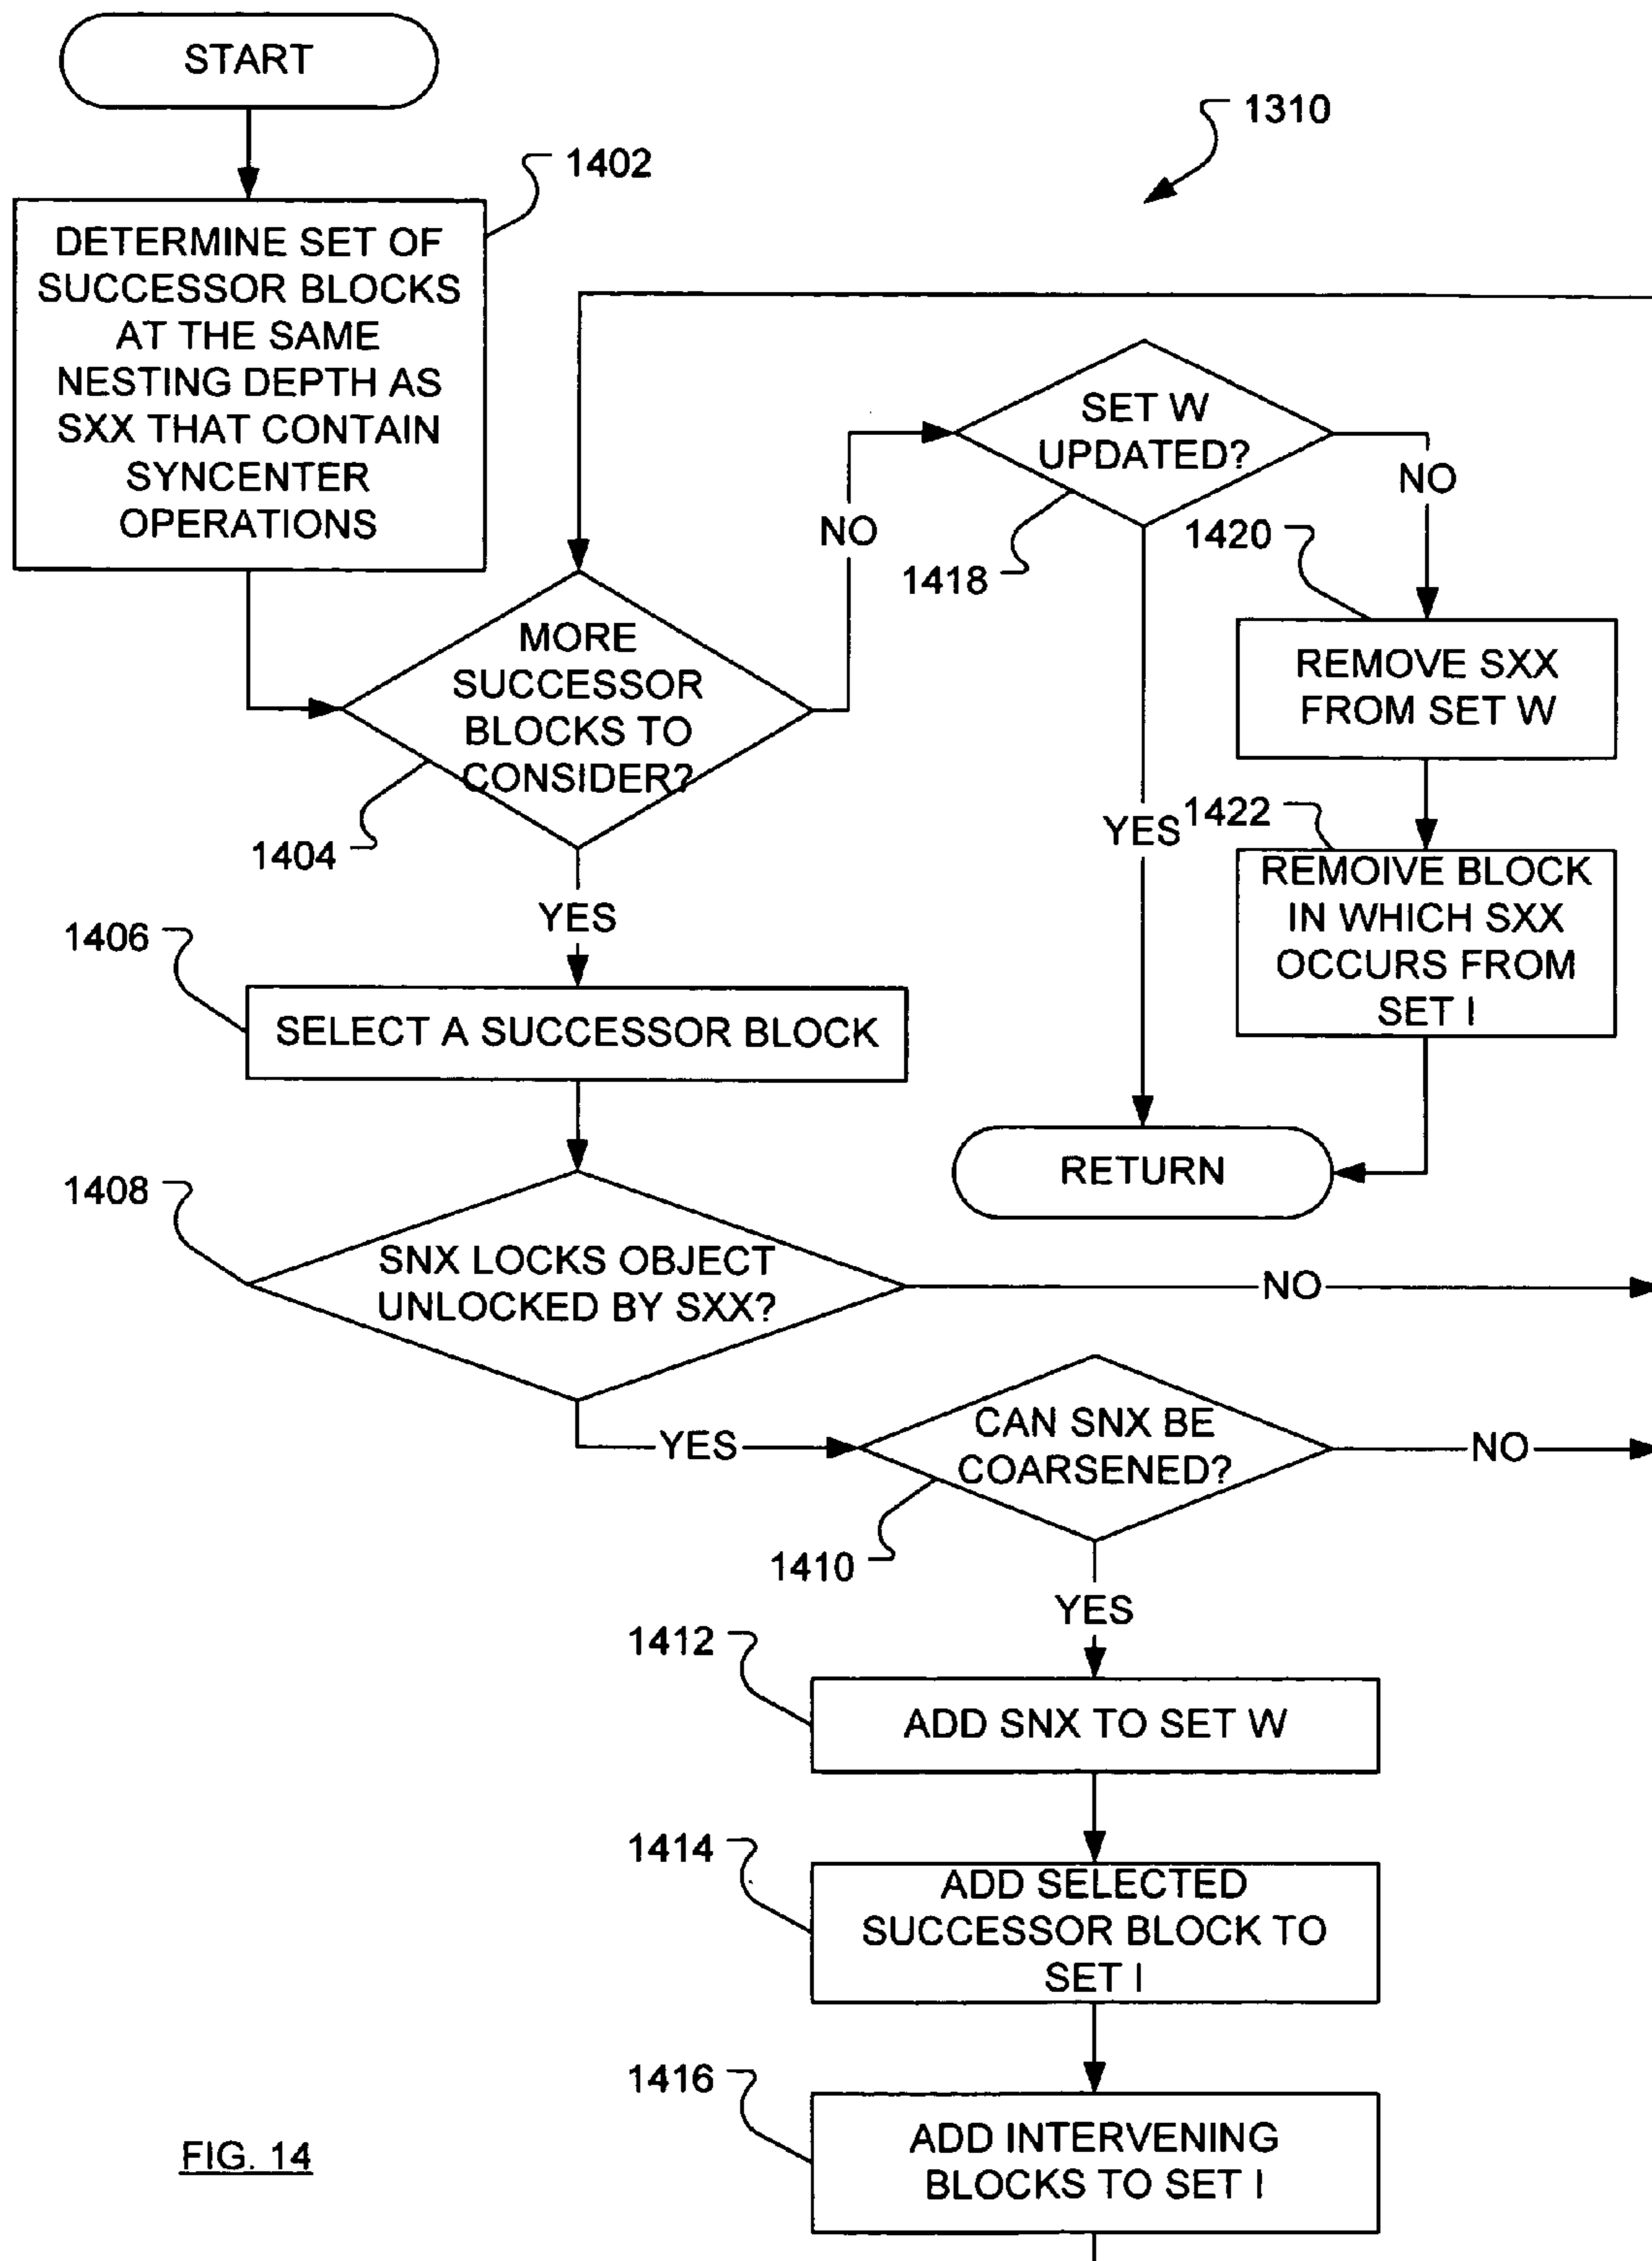 START
1310
1402
DETERMINE SET OF
SUCCESSOR BLOCKS
AT THE SAME
NESTING DEPTH AS
SXX THAT CONTAIN
SYNCENTER
OPERATIONS
SET W
UPDATED?
NO
NO
1418
1420
MORE
SUCCESSOR
BLOCKS TO
CONSIDER?
1404
REMOVE SXX
FROM SET W
YES
1422
REMOIVE BLOCK
IN WHICH SXX
OCCURS FROM
SET I
YES
1406
SELECT A SUCCESSOR BLOCK
RETURN
1408
SNX LOCKS OBJECT
UNLOCKED BY SXX?
NO
YES
CAN SNX BE
COARSENED?
NO
1410
YES
1412
ADD SNX TO SET W
1414
ADD SELECTED
SUCCESSOR BLOCK TO
SET I
1416
ADD INTERVENING
BLOCKS TO SET I
FIG. 14